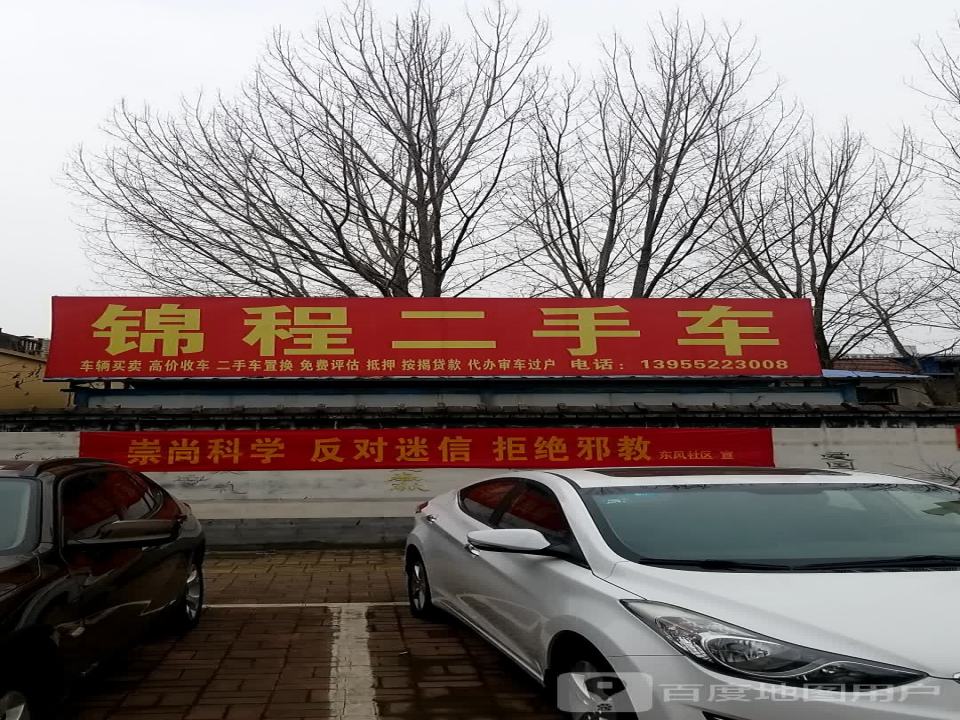 锦程二手车
车辆买卖 高价收车 二手车置换 免费评估 抵押 按揭贷款 代办审车过户 电话：13955223008
崇尚科学 反对迷信 拒绝邪教 东风社区 宣
爱国
百度地图用户